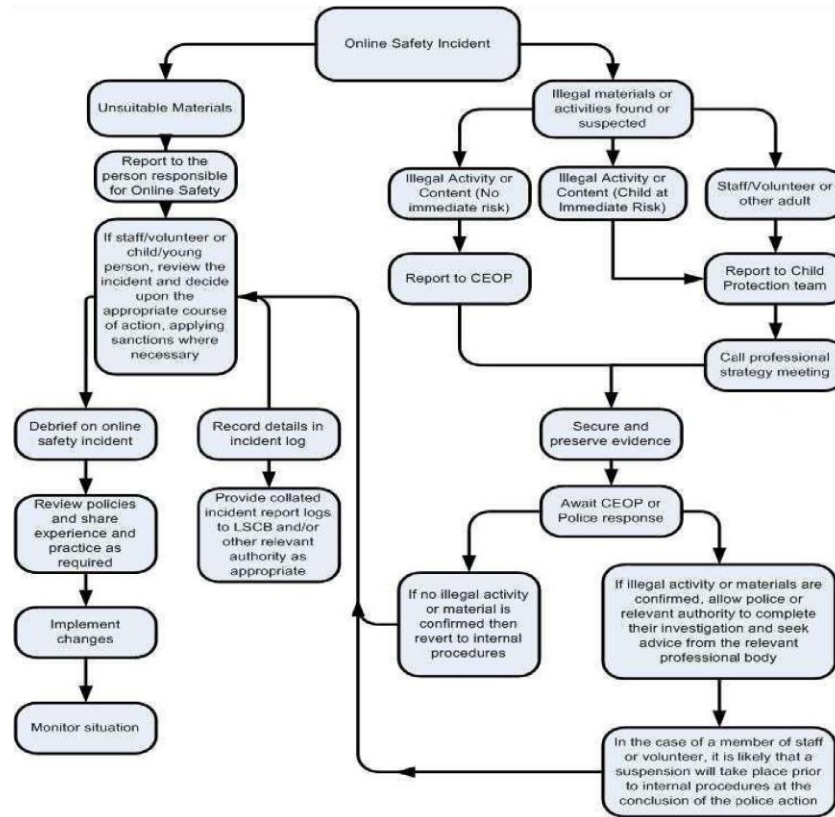 Online Safety Incident
Unsuitable Materials
Illegal materials or
activities found or
suspected
Report to the
person responsible
for Online Safety
Illegal Activity or
Content (No
immediate risk)
Illegal Activity or
Content (Child at
Immediate Risk)
Staff/Volunteer or
other adult
If staff/volunteer or
child/young
person, review the
incident and decide
upon the
appropriate course
of action, applying
sanctions where
necessary
Report to CEOP
Report to Child
Protection team
Call professional
strategy meeting
Debrief on online
safety incident
Record details in
incident log
Secure and
preserve evidence
Review policies
and share
experience and
practice as
required
Provide collated
incident report logs
to LSCB and/or
other relevant
authority as
appropriate
Await CEOP or
Police response
If no illegal activity
or material is
confirmed then
revert to internal
procedures
If illegal activity or materials are
confirmed, allow police or
relevant authority to complete
their investigation and seek
advice from the relevant
professional body
Implement
changes
Monitor situation
In the case of a member of staff
or volunteer, it is likely that a
suspension will take place prior
to internal procedures at the
conclusion of the police action